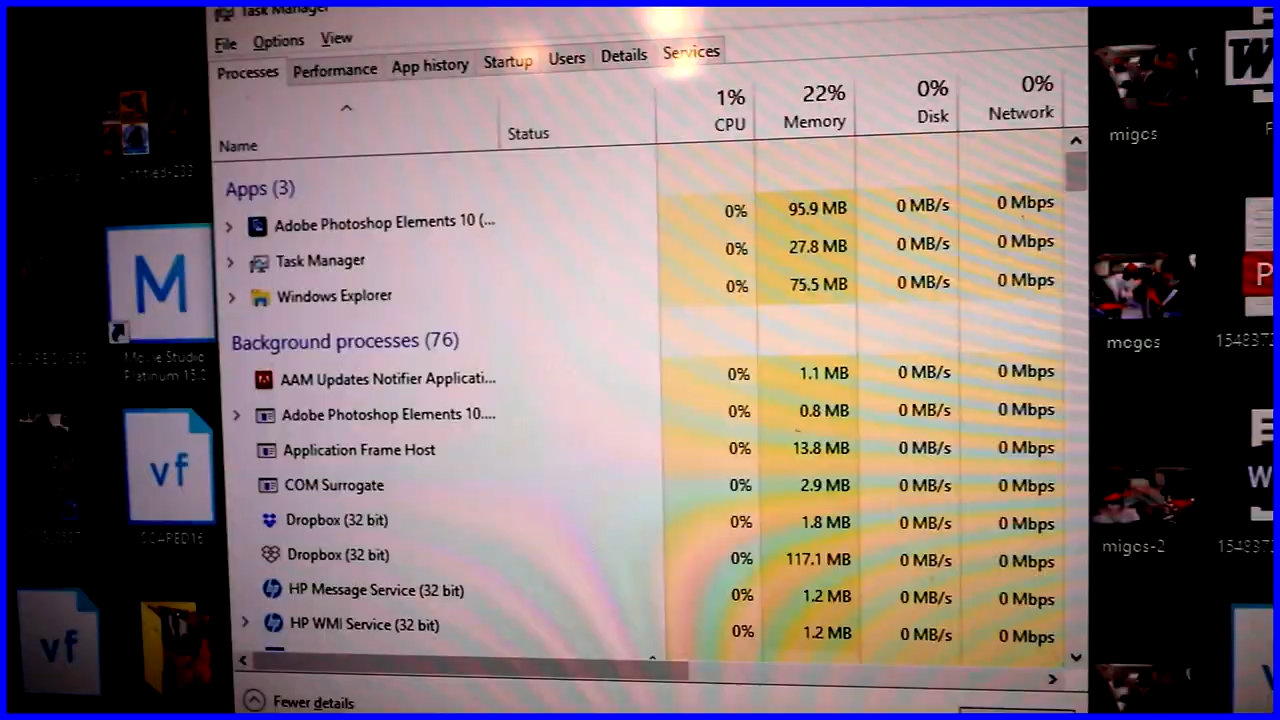 Task Manager
File Options View
Processes Performance App history Startup Users Details Services
1% 22% 0% 0%
Name Status CPU Memory Disk Network
Apps (3)
Adobe Photoshop Elements 10 (... 0% 95.9 MB 0 MB/s 0 Mbps
Task Manager 0% 27.8 MB 0 MB/s 0 Mbps
Windows Explorer 0% 75.5 MB 0 MB/s 0 Mbps
Background processes (76)
AAM Updates Notifier Applicati... 0% 1.1 MB 0 MB/s 0 Mbps
Adobe Photoshop Elements 10.... 0% 0.8 MB 0 MB/s 0 Mbps
Application Frame Host 0% 13.8 MB 0 MB/s 0 Mbps
COM Surrogate 0% 2.9 MB 0 MB/s 0 Mbps
Dropbox (32 bit) 0% 1.8 MB 0 MB/s 0 Mbps
Dropbox (32 bit) 0% 117.1 MB 0 MB/s 0 Mbps
HP Message Service (32 bit) 0% 1.2 MB 0 MB/s 0 Mbps
HP WMI Service (32 bit) 0% 1.2 MB 0 MB/s 0 Mbps
Fewer details
M
Movie Studio
Platinum 15.0
vf
vf
migos
mogos
migos-2
W
P
W